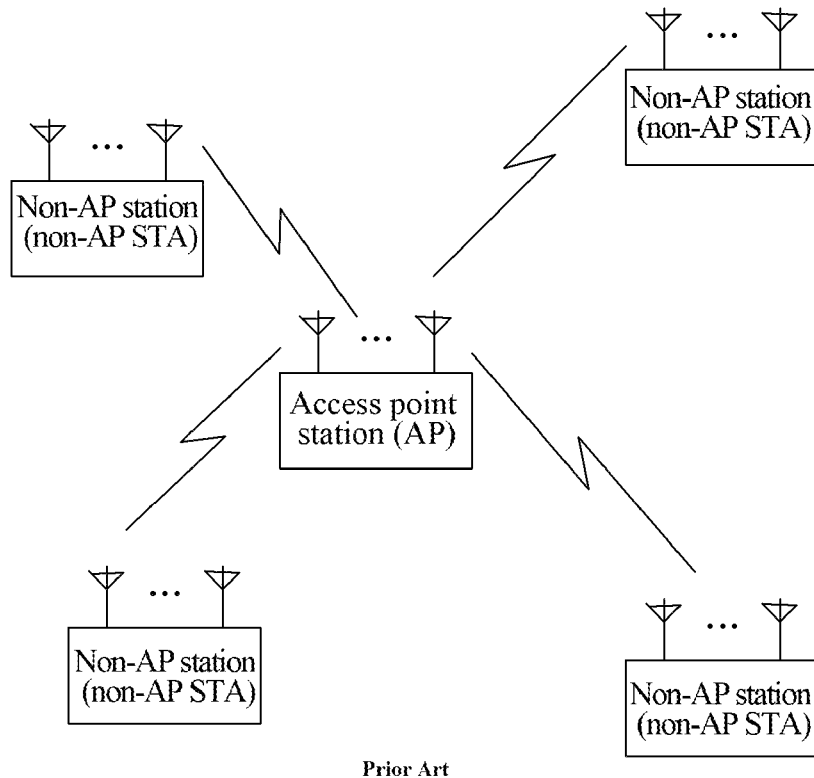 ...
Non-AP station
(non-AP STA)
...
Non-AP station
(non-AP STA)
...
Access point
station (AP)
...
Non-AP station
(non-AP STA)
...
Non-AP station
(non-AP STA)
Prior Art